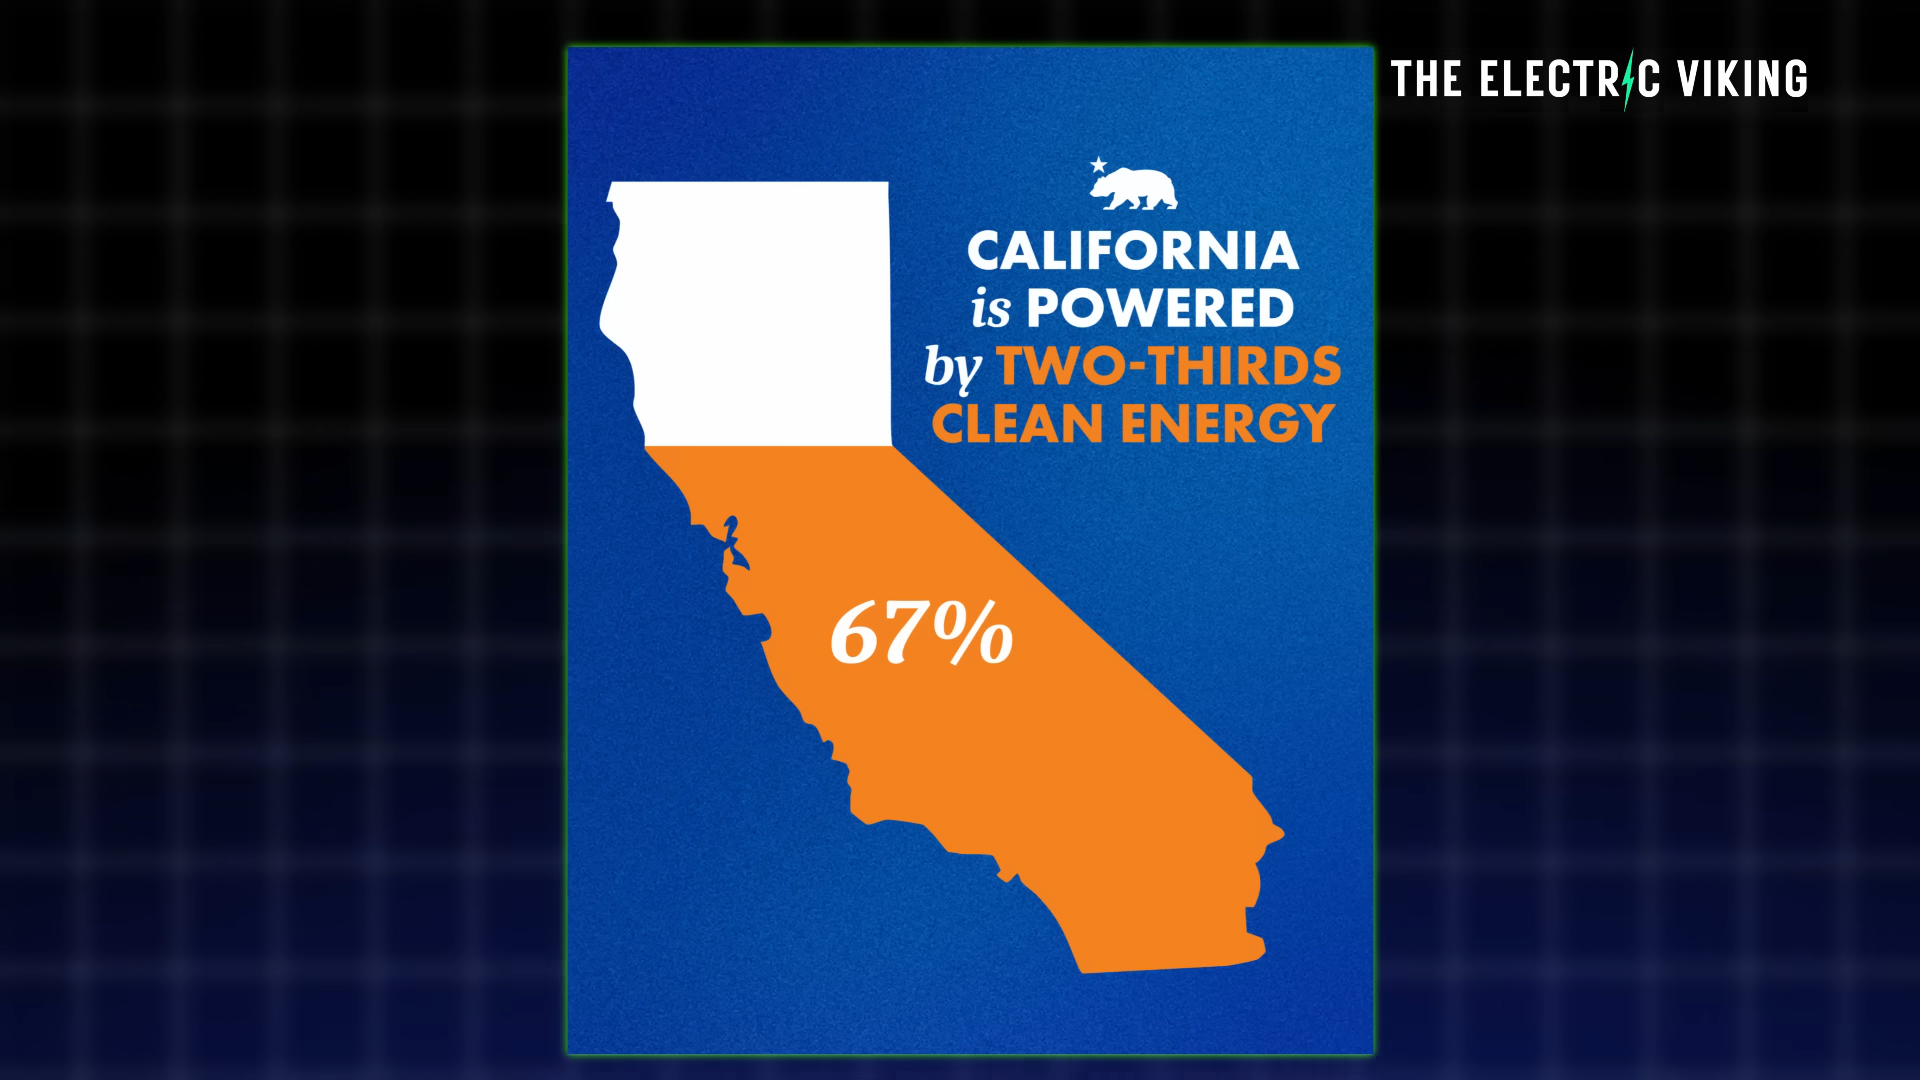 THE ELECTRIC VIKING
CALIFORNIA
is POWERED
by TWO-THIRDS
CLEAN ENERGY
67%